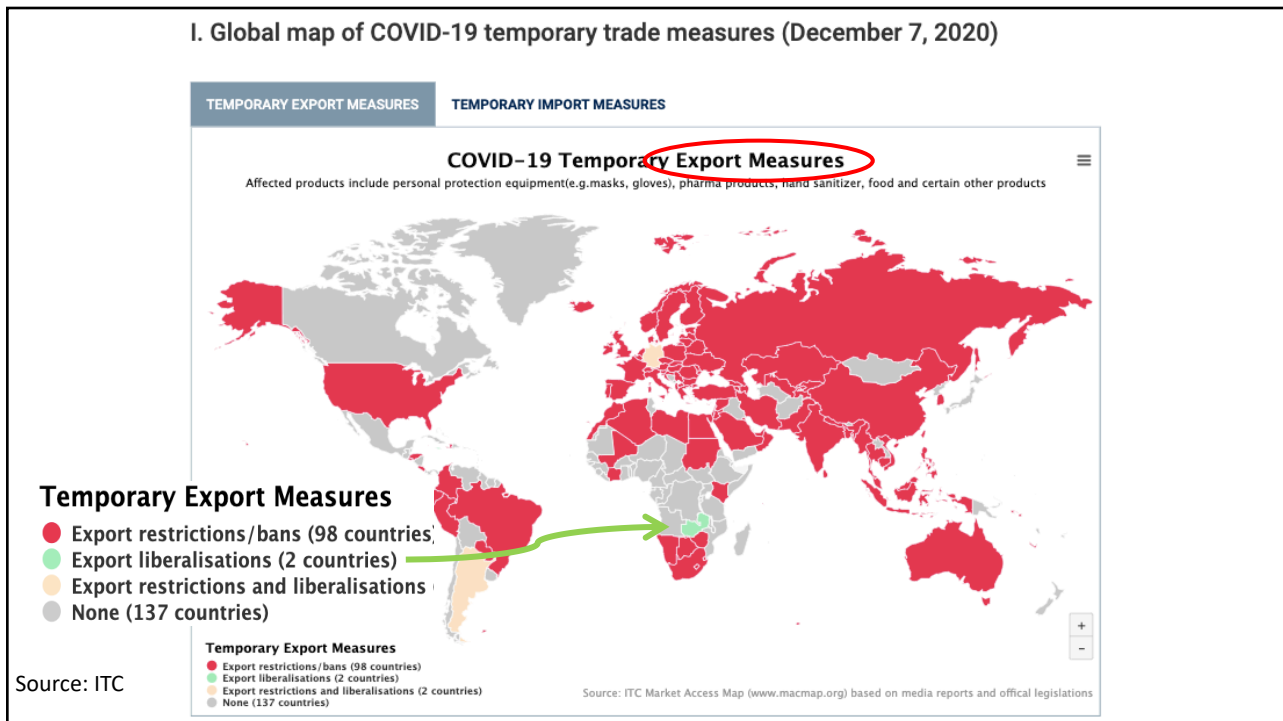 I. Global map of COVID-19 temporary trade measures (December 7, 2020)
TEMPORARY EXPORT MEASURES
TEMPORARY IMPORT MEASURES
COVID-19 Temporary Export Measures
Affected products include personal protection equipment(e.g.masks, gloves), pharma products, hand sanitizer, food and certain other products
Temporary Export Measures
Export restrictions/bans (98 countries)
Export liberalisations (2 countries)
Export restrictions and liberalisations (
None (137 countries)
+
-
Temporary Export Measures
Export restrictions/bans (98 countries)
Export liberalisations (2 countries)
Export restrictions and liberalisations (2 countries)
None (137 countries)
Source: ITC
Source: ITC Market Access Map (www.macmap.org) based on media reports and offical legislations